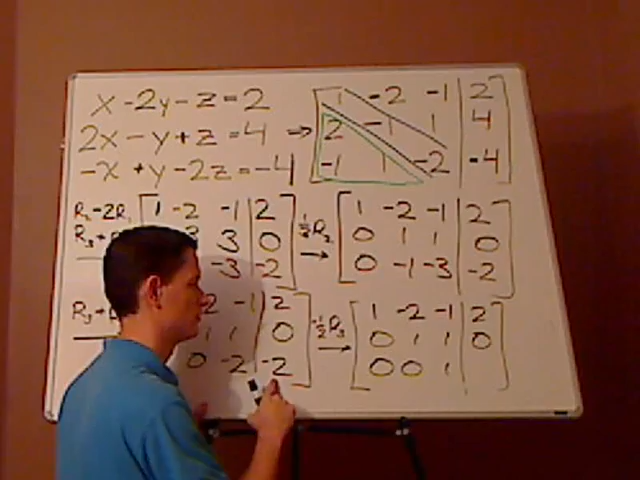 x - 2y - z = 2
2x - y + z = 4
-x + y - 2z = -4
→ [ 1 -2 -1 | 2 ]
2 -1 1 | 4
-1 1 -2 | -4
R₂ - 2R₁ [ 1 -2 -1 | 2 ]
R₃ + 3 3 | 0
-3 | -2
½R₂ → [ 1 -2 -1 | 2 ]
0 1 1 | 0
0 -1 -3 | -2
R₃ + 2 -1 | 2
1 1 | 0
0 -2 | -2
-½R₃ → [ 1 -2 -1 | 2 ]
0 1 1 | 0
0 0 1 |